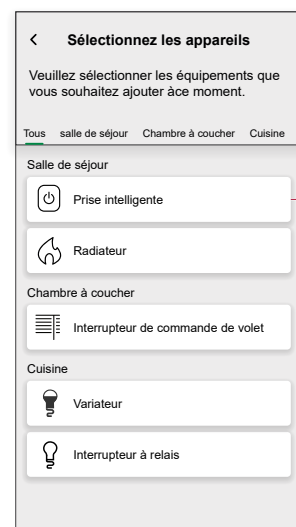 Sélectionnez les appareils
Veuillez sélectionner les équipements que
vous souhaitez ajouter àce moment.
Tous salle de séjour Chambre à coucher Cuisine
Salle de séjour
Prise intelligente
Radiateur
Chambre à coucher
Interrupteur de commande de volet
Cuisine
Variateur
Interrupteur à relais